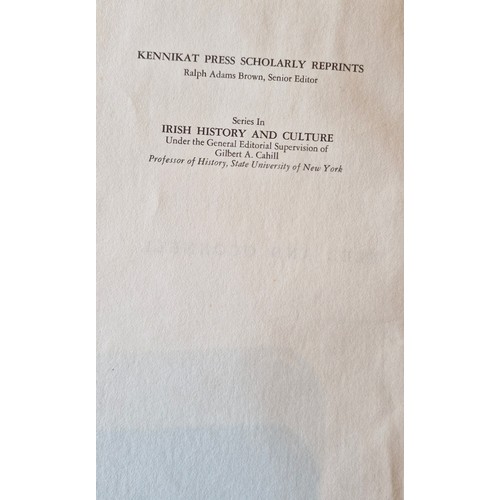 KENNIKAT PRESS SCHOLARLY REPRINTS
Ralph Adams Brown, Senior Editor
Series In
IRISH HISTORY AND CULTURE
Under the General Editorial Supervision of
Gilbert A. Cahill
Professor of History, State University of New York